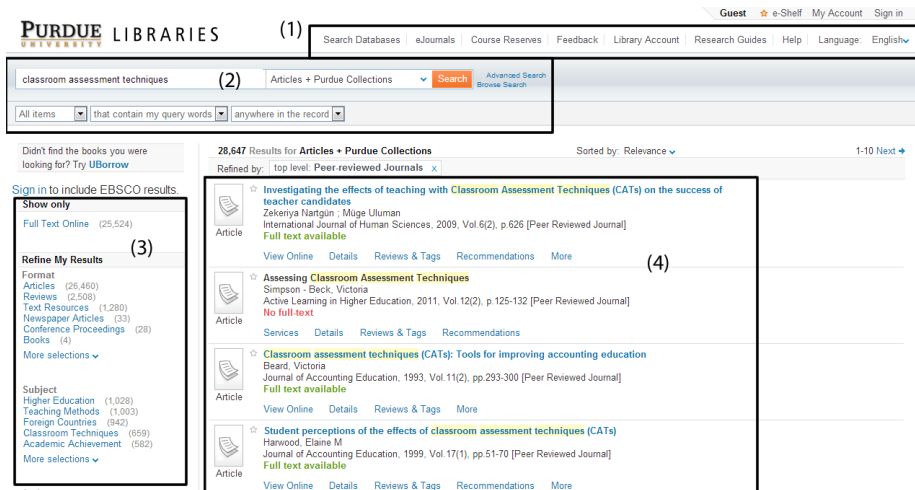 Guest e-Shelf My Account Sign in
PURDUE LIBRARIES
UNIVERSITY
(1)
Search Databases eJournals Course Reserves Feedback Library Account Research Guides Help Language: English
classroom assessment techniques (2) Articles + Purdue Collections Search Advanced Search
Browse Search
All items that contain my query words anywhere in the record
Didn't find the books you were
looking for? Try UBorrow
Sign in to include EBSCO results.
Show only
Full Text Online (25,524)
(3)
Refine My Results
Format
Articles (26,460)
Reviews (2,508)
Text Resources (1,280)
Newspaper Articles (33)
Conference Proceedings (28)
Books (4)
More selections
Subject
Higher Education (1,028)
Teaching Methods (1,003)
Foreign Countries (942)
Classroom Techniques (659)
Academic Achievement (582)
More selections
28,647 Results for Articles + Purdue Collections Sorted by: Relevance 1-10 Next
Refined by: top level: Peer-reviewed Journals x
(4)
Investigating the effects of teaching with Classroom Assessment Techniques (CATs) on the success of
teacher candidates
Zekeriya Nartgün ; Müge Uluman
International Journal of Human Sciences, 2009, Vol.6(2), p.626 [Peer Reviewed Journal]
Full text available
Article
View Online Details Reviews & Tags Recommendations More
Assessing Classroom Assessment Techniques
Simpson - Beck, Victoria
Active Learning in Higher Education, 2011, Vol.12(2), p.125-132 [Peer Reviewed Journal]
No full-text
Article
Services Details Reviews & Tags Recommendations
Classroom assessment techniques (CATs): Tools for improving accounting education
Beard, Victoria
Journal of Accounting Education, 1993, Vol.11(2), pp.293-300 [Peer Reviewed Journal]
Full text available
Article
View Online Details Reviews & Tags More
Student perceptions of the effects of classroom assessment techniques (CATs)
Harwood, Elaine M
Journal of Accounting Education, 1999, Vol.17(1), pp.51-70 [Peer Reviewed Journal]
Full text available
Article
View Online Details Reviews & Tags Recommendations More